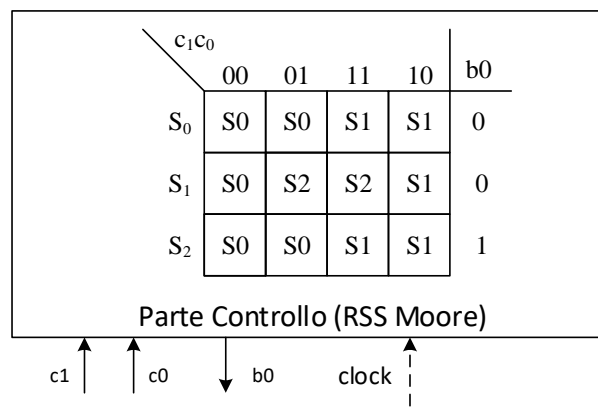 c₁c₀
00 01 11 10 b0
S₀ S0 S0 S1 S1 0
S₁ S0 S2 S2 S1 0
S₂ S0 S0 S1 S1 1
Parte Controllo (RSS Moore)
c1 c0 b0 clock